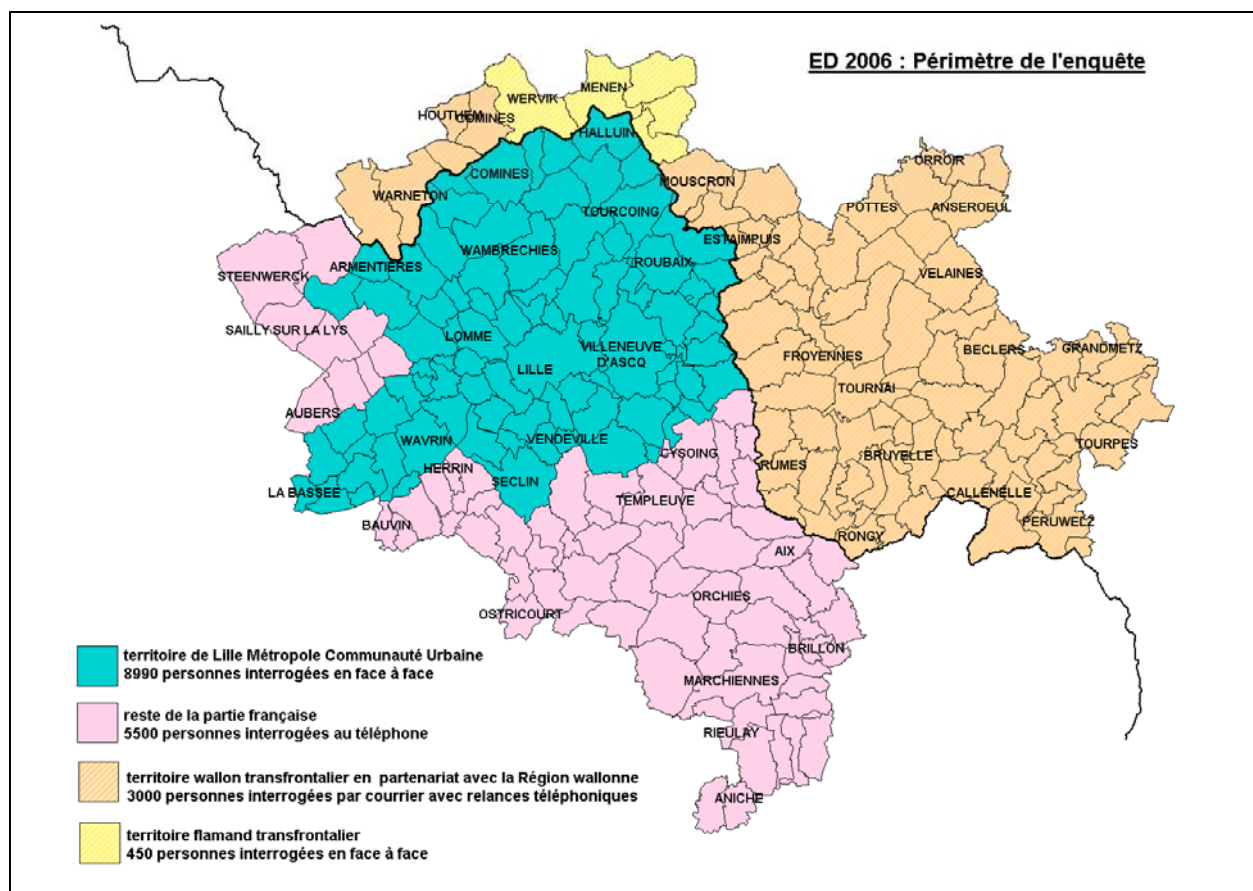 ED 2006 : Périmètre de l'enquête
WERVIK
MENEN
HOUTHEM
COMINES
HALLUIN
COMINES
MOUSCRON
ORROIR
WARNETON
TOURCOING
POTTES
ANSEROEUL
ESTAIMPUIS
WAMBRECHIES
ROUBAIX
ARMENTIÈRES
STEENWERCK
VELAINES
SAILLY SUR LA LYS
LOMME
VILLENEUVE
D'ASCQ
FROYENNES
BECLERS
GRANDMETZ
LILLE
TOURNAI
AUBERS
WAVRIN
VENDEVILLE
TOURPES
CYSOING
BRUYELLE
RUMES
HERRIN
SECLIN
LA BASSEE
CALLENELLE
TEMPLEUVE
BAUVIN
PERUWELZ
RONGY
AIX
ORCHIES
OSTRICOURT
BRILLON
MARCHIENNES
RIEULAY
ANICHE
territoire de Lille Métropole Communauté Urbaine
8990 personnes interrogées en face à face
reste de la partie française
5500 personnes interrogées au téléphone
territoire wallon transfrontalier en partenariat avec la Région wallonne
3000 personnes interrogées par courrier avec relances téléphoniques
territoire flamand transfrontalier
450 personnes interrogées en face à face